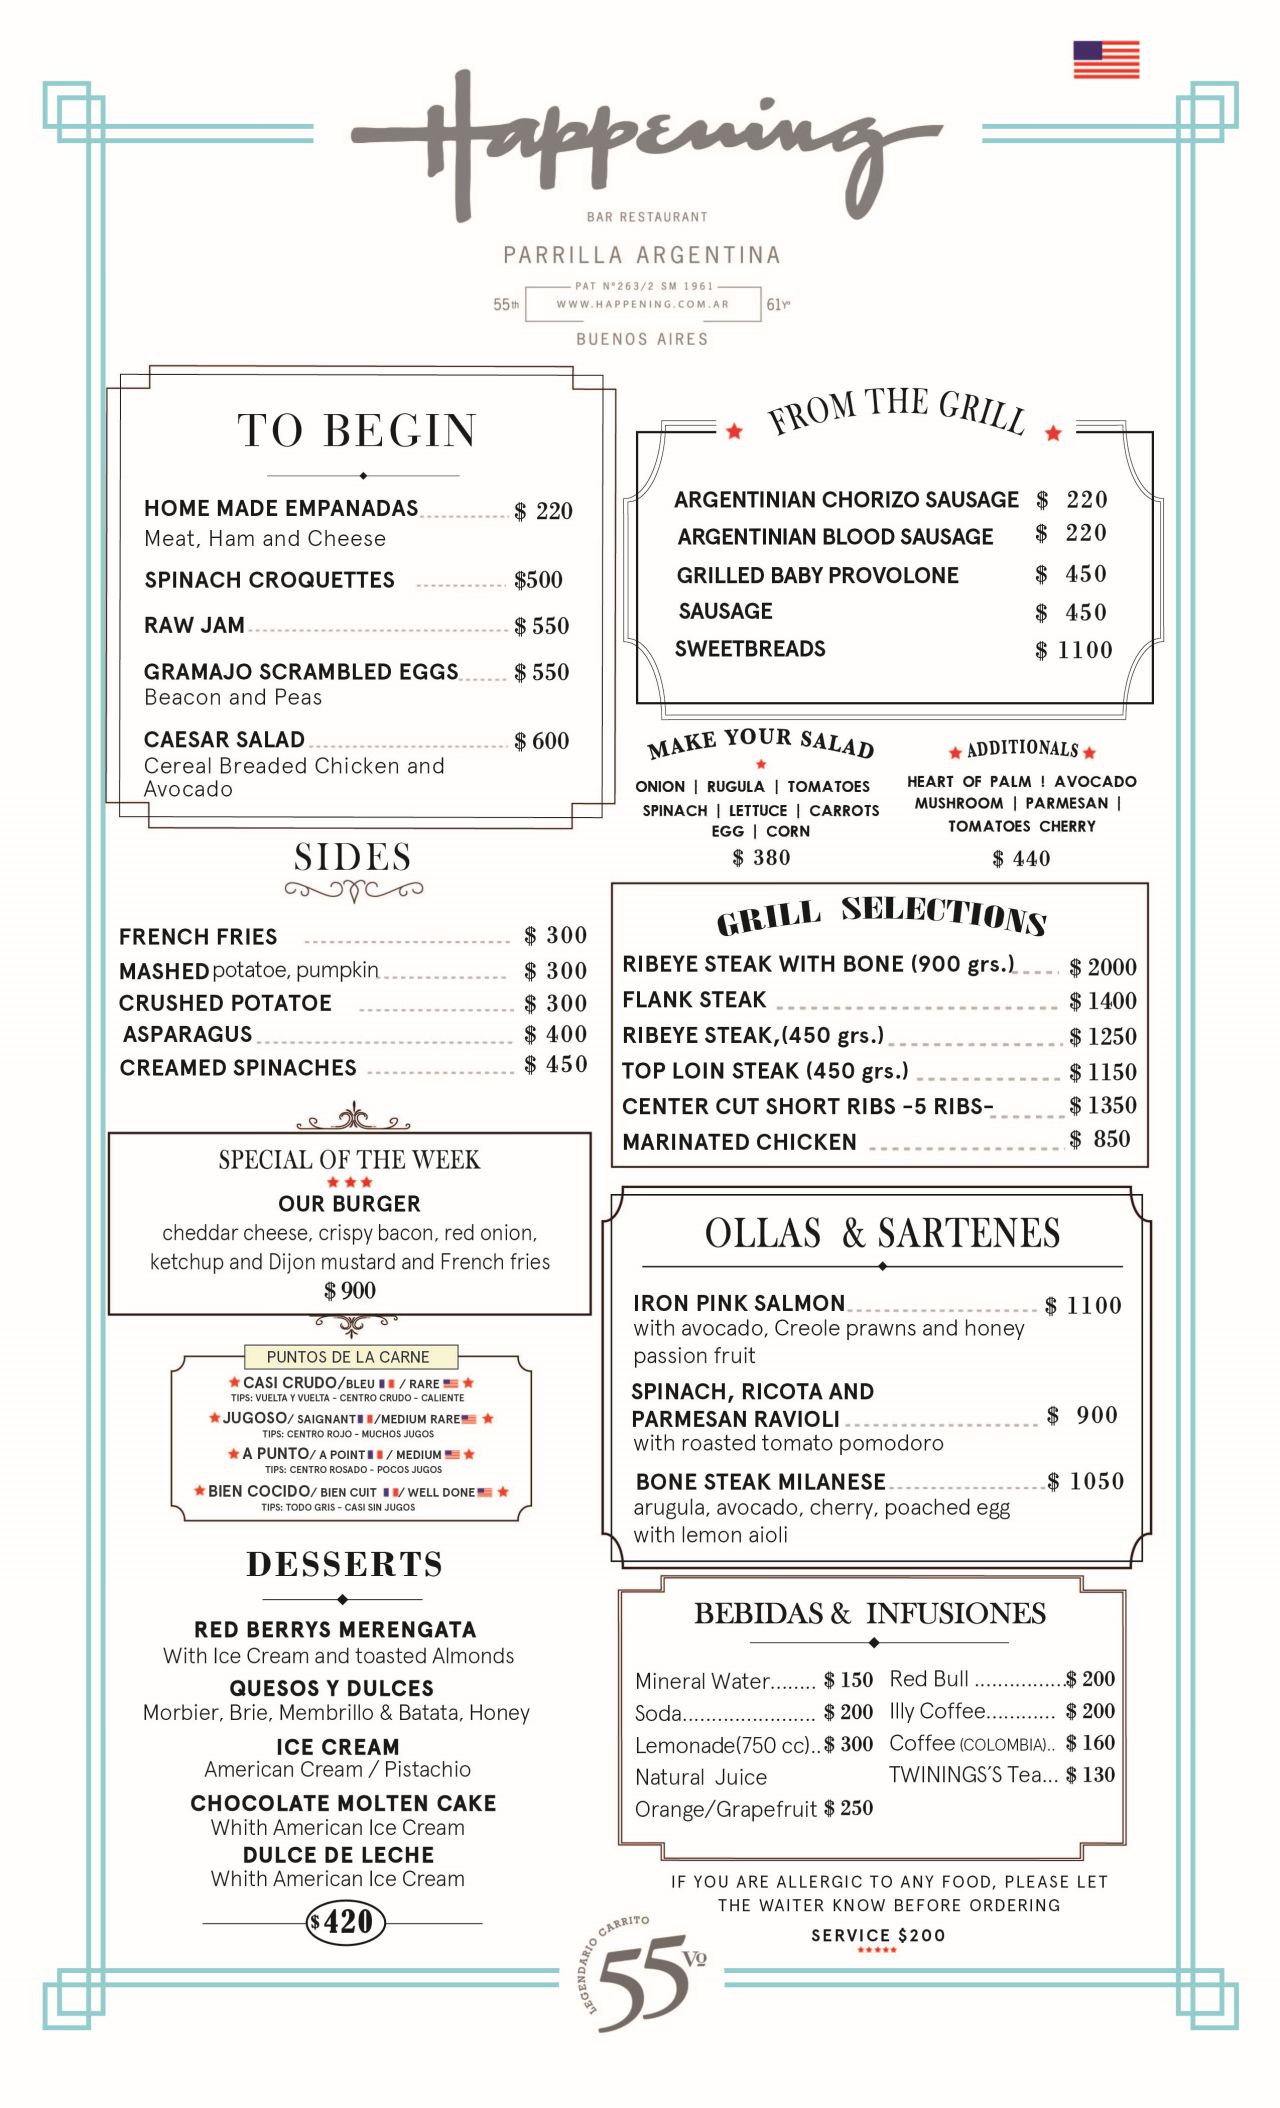 Happening
BAR RESTAURANT
PARRILLA ARGENTINA
PAT N°263/2 SM 1961
55th WWW.HAPPENING.COM.AR 61yº
BUENOS AIRES
TO BEGIN
HOME MADE EMPANADAS $ 220
Meat, Ham and Cheese
SPINACH CROQUETTES $500
RAW JAM $ 550
GRAMAJO SCRAMBLED EGGS $ 550
Beacon and Peas
CAESAR SALAD $ 600
Cereal Breaded Chicken and
Avocado
FROM THE GRILL
ARGENTINIAN CHORIZO SAUSAGE $ 220
ARGENTINIAN BLOOD SAUSAGE $ 220
GRILLED BABY PROVOLONE $ 450
SAUSAGE $ 450
SWEETBREADS $ 1100
MAKE YOUR SALAD
ONION | RUGULA | TOMATOES
SPINACH | LETTUCE | CARROTS
EGG | CORN
$ 380
ADDITIONALS
HEART OF PALM ! AVOCADO
MUSHROOM | PARMESAN |
TOMATOES CHERRY
$ 440
SIDES
FRENCH FRIES $ 300
MASHED potatoe, pumpkin $ 300
CRUSHED POTATOE $ 300
ASPARAGUS $ 400
CREAMED SPINACHES $ 450
GRILL SELECTIONS
RIBEYE STEAK WITH BONE (900 grs.) $ 2000
FLANK STEAK $ 1400
RIBEYE STEAK,(450 grs.) $ 1250
TOP LOIN STEAK (450 grs.) $ 1150
CENTER CUT SHORT RIBS -5 RIBS- $ 1350
MARINATED CHICKEN $ 850
SPECIAL OF THE WEEK
OUR BURGER
cheddar cheese, crispy bacon, red onion,
ketchup and Dijon mustard and French fries
$ 900
PUNTOS DE LA CARNE
CASI CRUDO/BLEU / RARE
TIPS: VUELTA Y VUELTA - CENTRO CRUDO - CALIENTE
JUGOSO/ SAIGNANT /MEDIUM RARE
TIPS: CENTRO ROJO - MUCHOS JUGOS
A PUNTO/ A POINT / MEDIUM
TIPS: CENTRO ROSADO - POCOS JUGOS
BIEN COCIDO/ BIEN CUIT / WELL DONE
TIPS: TODO GRIS - CASI SIN JUGOS
OLLAS & SARTENES
IRON PINK SALMON $ 1100
with avocado, Creole prawns and honey
passion fruit
SPINACH, RICOTA AND
PARMESAN RAVIOLI $ 900
with roasted tomato pomodoro
BONE STEAK MILANESE $ 1050
arugula, avocado, cherry, poached egg
with lemon aioli
DESSERTS
RED BERRYS MERENGATA
With Ice Cream and toasted Almonds
QUESOS Y DULCES
Morbier, Brie, Membrillo & Batata, Honey
ICE CREAM
American Cream / Pistachio
CHOCOLATE MOLTEN CAKE
Whith American Ice Cream
DULCE DE LECHE
Whith American Ice Cream
$ 420
BEBIDAS & INFUSIONES
Mineral Water........ $ 150
Soda....................... $ 200
Lemonade(750 cc).. $ 300
Natural Juice
Orange/Grapefruit $ 250
Red Bull ................$ 200
Illy Coffee............ $ 200
Coffee (COLOMBIA).. $ 160
TWININGS'S Tea... $ 130
IF YOU ARE ALLERGIC TO ANY FOOD, PLEASE LET
THE WAITER KNOW BEFORE ORDERING
SERVICE $200
LEGENDARIO CARRITO
55 Vº